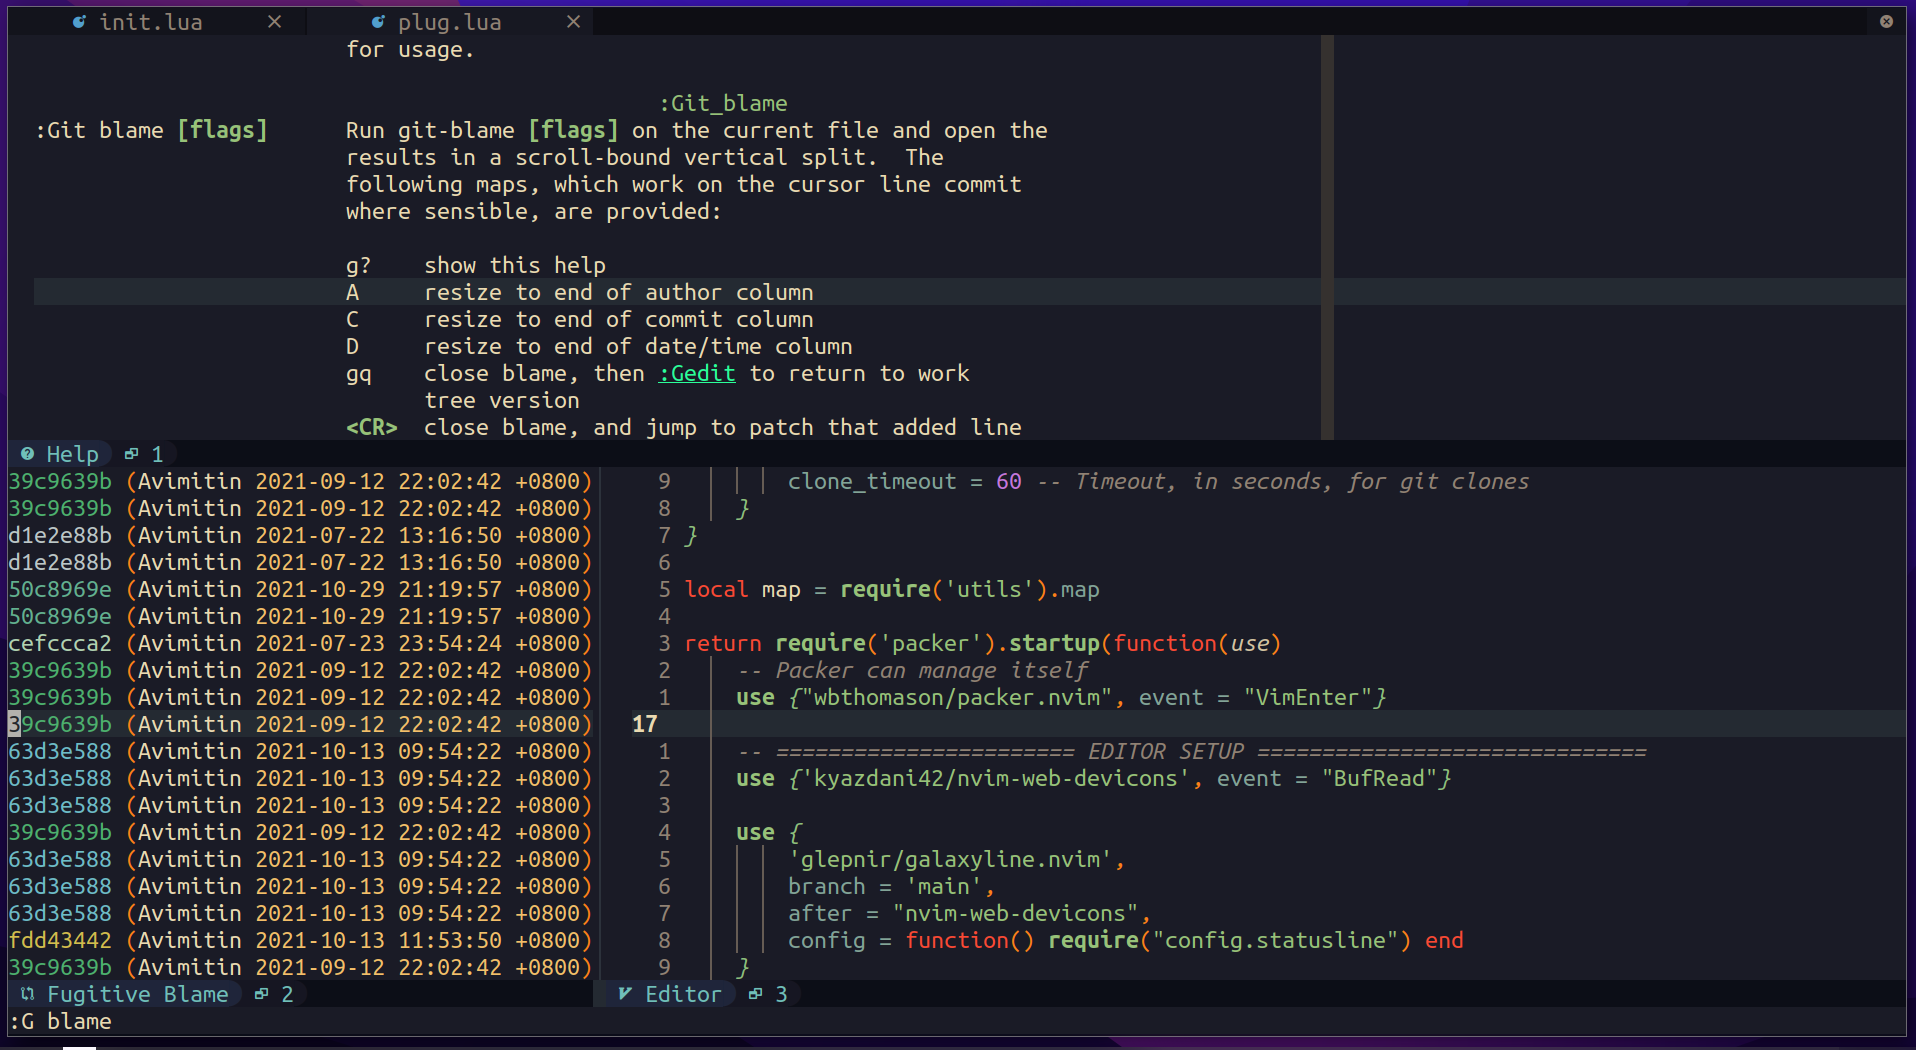 init.lua × plug.lua ×
for usage.
:Git_blame
:Git blame [flags] Run git-blame [flags] on the current file and open the
results in a scroll-bound vertical split. The
following maps, which work on the cursor line commit
where sensible, are provided:
g? show this help
A resize to end of author column
C resize to end of commit column
D resize to end of date/time column
gq close blame, then :Gedit to return to work
tree version
<CR> close blame, and jump to patch that added line
Help 1
39c9639b (Avimitin 2021-09-12 22:02:42 +0800)
39c9639b (Avimitin 2021-09-12 22:02:42 +0800)
d1e2e88b (Avimitin 2021-07-22 13:16:50 +0800)
d1e2e88b (Avimitin 2021-07-22 13:16:50 +0800)
50c8969e (Avimitin 2021-10-29 21:19:57 +0800)
50c8969e (Avimitin 2021-10-29 21:19:57 +0800)
cefccca2 (Avimitin 2021-07-23 23:54:24 +0800)
39c9639b (Avimitin 2021-09-12 22:02:42 +0800)
39c9639b (Avimitin 2021-09-12 22:02:42 +0800)
39c9639b (Avimitin 2021-09-12 22:02:42 +0800)
63d3e588 (Avimitin 2021-10-13 09:54:22 +0800)
63d3e588 (Avimitin 2021-10-13 09:54:22 +0800)
63d3e588 (Avimitin 2021-10-13 09:54:22 +0800)
39c9639b (Avimitin 2021-09-12 22:02:42 +0800)
63d3e588 (Avimitin 2021-10-13 09:54:22 +0800)
63d3e588 (Avimitin 2021-10-13 09:54:22 +0800)
63d3e588 (Avimitin 2021-10-13 09:54:22 +0800)
fdd43442 (Avimitin 2021-10-13 11:53:50 +0800)
39c9639b (Avimitin 2021-09-12 22:02:42 +0800)
Fugitive Blame 2
9 clone_timeout = 60 -- Timeout, in seconds, for git clones
8 }
7 }
6
5 local map = require('utils').map
4
3 return require('packer').startup(function(use)
2 -- Packer can manage itself
1 use {"wbthomason/packer.nvim", event = "VimEnter"}
17
1 -- ======================= EDITOR SETUP ==============================
2 use {'kyazdani42/nvim-web-devicons', event = "BufRead"}
3
4 use {
5 'glepnir/galaxyline.nvim',
6 branch = 'main',
7 after = "nvim-web-devicons",
8 config = function() require("config.statusline") end
9 }
Editor 3
:G blame